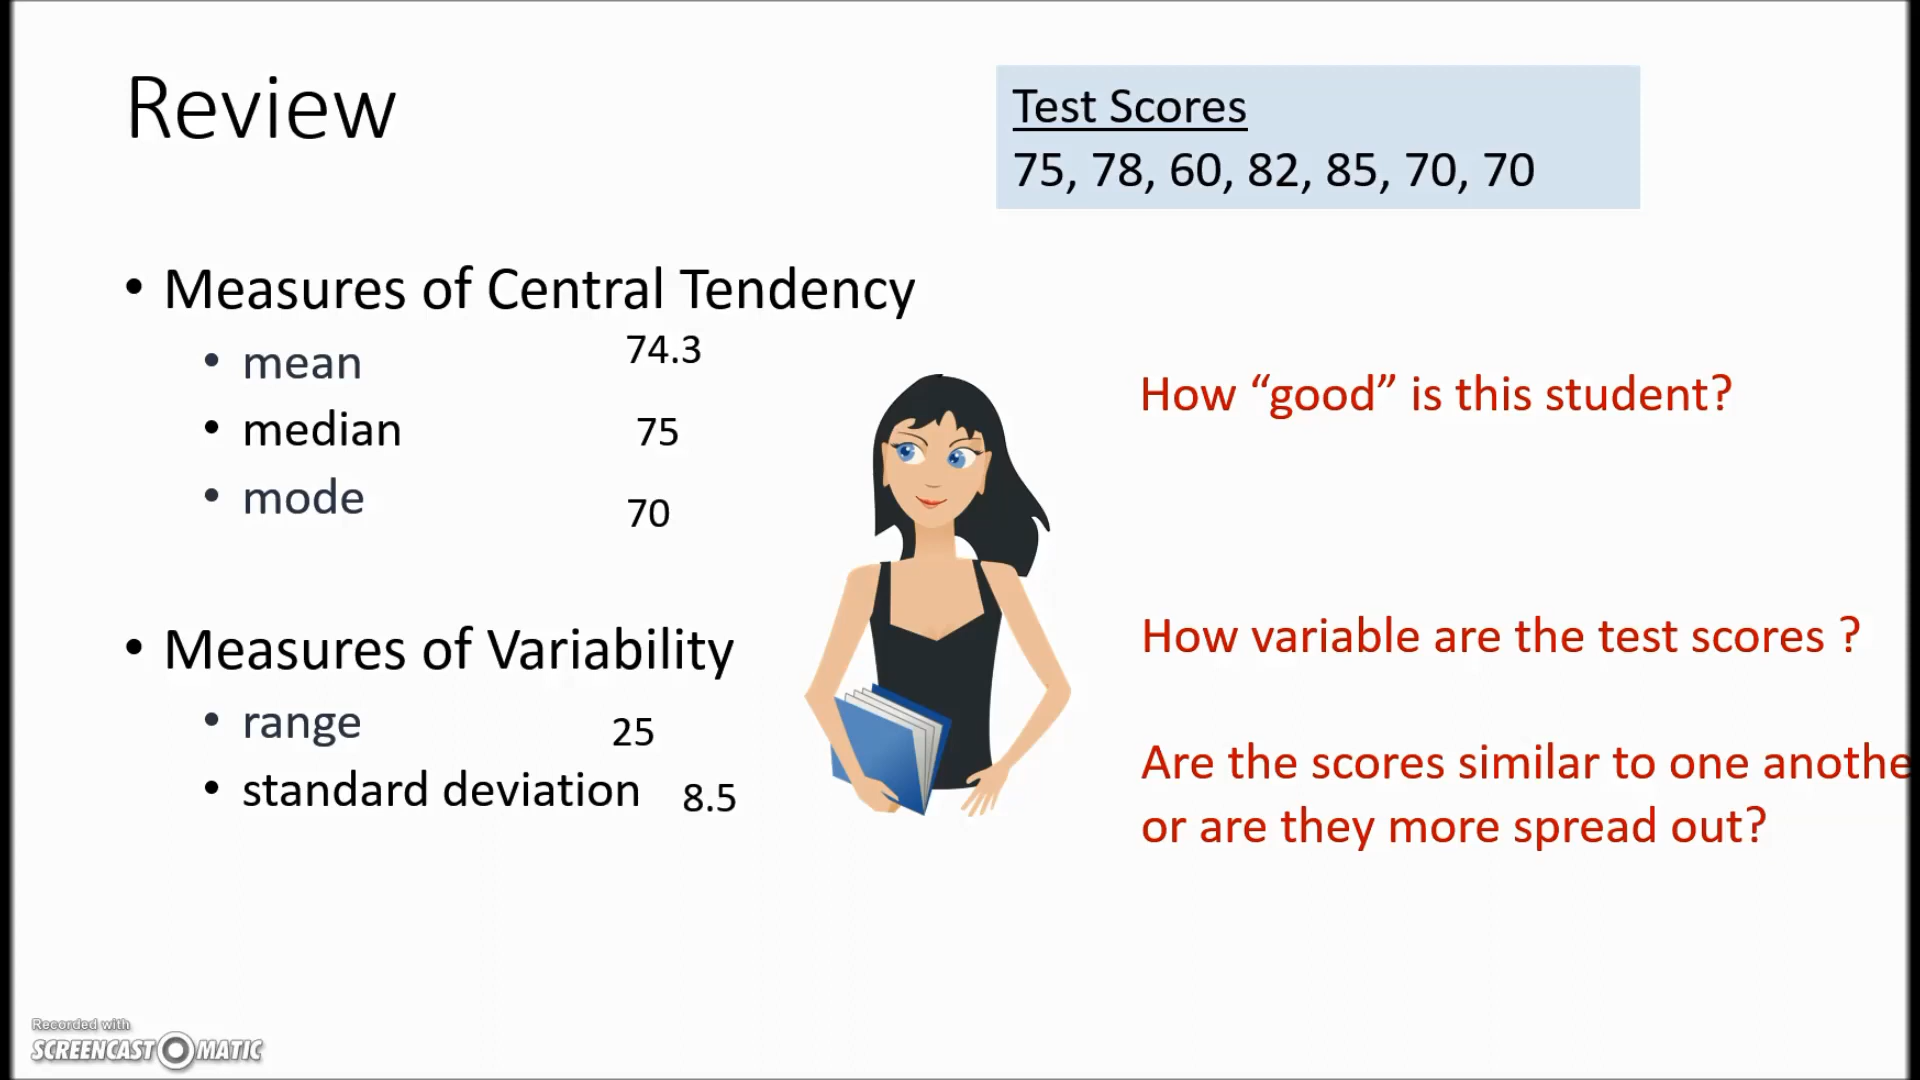 Review
Test Scores
75, 78, 60, 82, 85, 70, 70
• Measures of Central Tendency
• mean 74.3
• median 75
• mode 70
How “good” is this student?
• Measures of Variability
• range 25
• standard deviation 8.5
How variable are the test scores ?
Are the scores similar to one anothe
or are they more spread out?
Recorded with
SCREENCAST MATIC